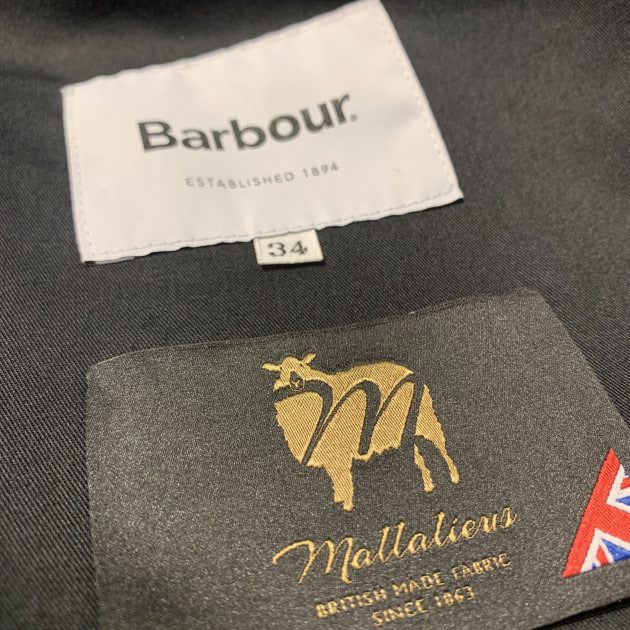 Barbour.
ESTABLISHED 1894
34
M
Mallalieus
BRITISH MADE FABRIC
SINCE 1863